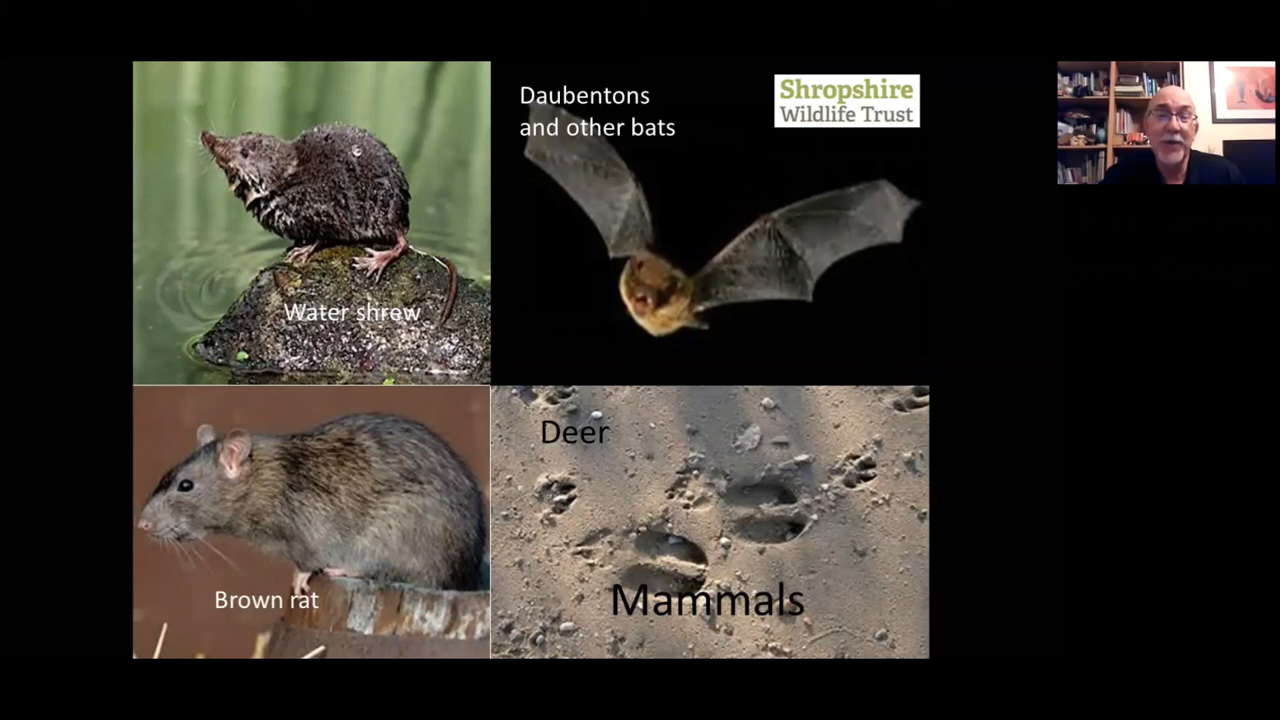 Daubentons
and other bats
Shropshire
Wildlife Trust
Water shrew
Deer
Brown rat
Mammals